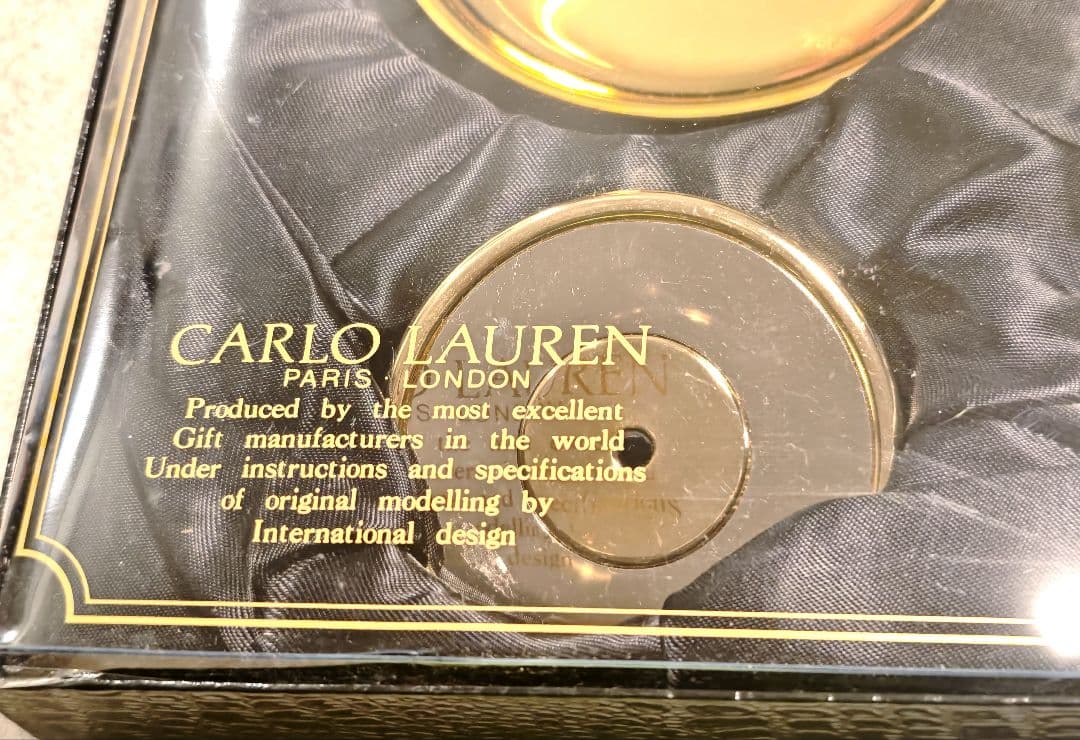 CARLO LAUREN
PARIS · LONDON
Produced by the most excellent
Gift manufacturers in the world
Under instructions and specifications
of original modelling by
International design